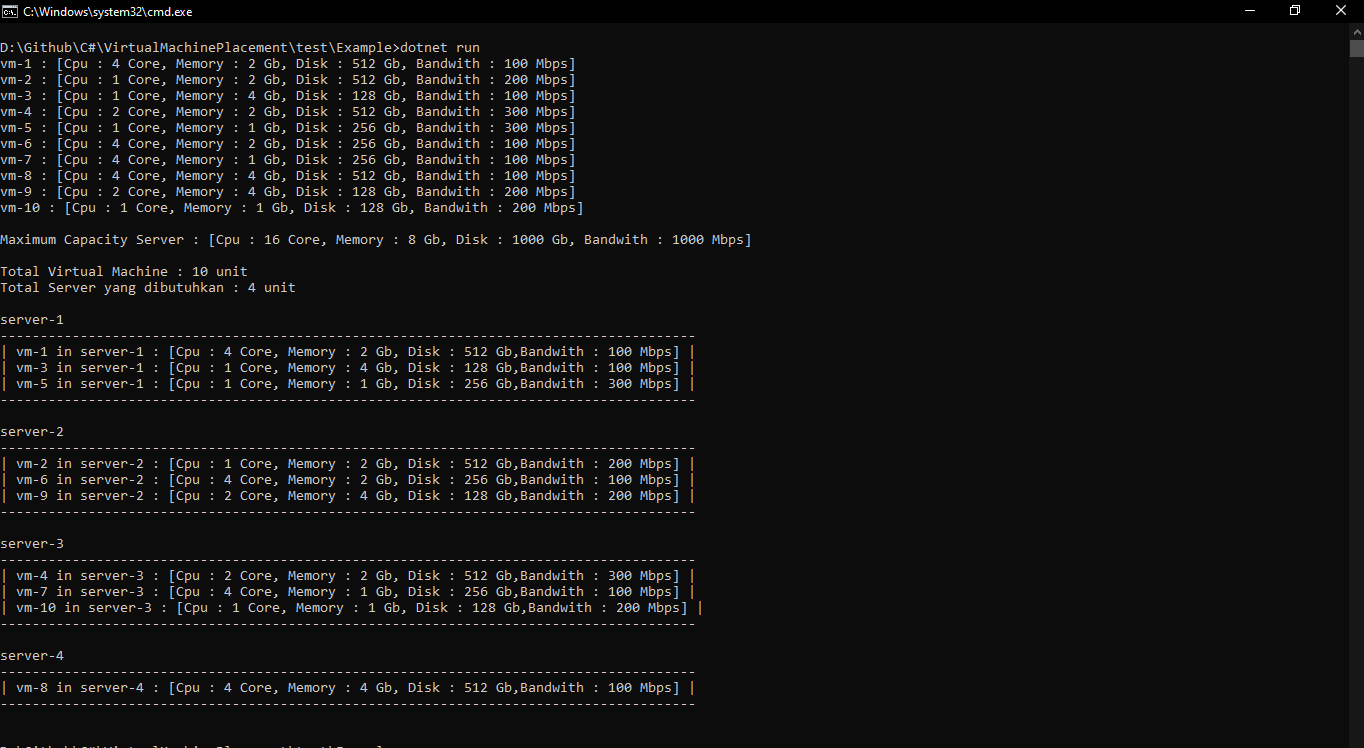 C:\Windows\system32\cmd.exe
D:\Github\C#\VirtualMachinePlacement\test\Example>dotnet run
vm-1 : [Cpu : 4 Core, Memory : 2 Gb, Disk : 512 Gb, Bandwith : 100 Mbps]
vm-2 : [Cpu : 1 Core, Memory : 2 Gb, Disk : 512 Gb, Bandwith : 200 Mbps]
vm-3 : [Cpu : 1 Core, Memory : 4 Gb, Disk : 128 Gb, Bandwith : 100 Mbps]
vm-4 : [Cpu : 2 Core, Memory : 2 Gb, Disk : 512 Gb, Bandwith : 300 Mbps]
vm-5 : [Cpu : 1 Core, Memory : 1 Gb, Disk : 256 Gb, Bandwith : 300 Mbps]
vm-6 : [Cpu : 4 Core, Memory : 2 Gb, Disk : 256 Gb, Bandwith : 100 Mbps]
vm-7 : [Cpu : 4 Core, Memory : 1 Gb, Disk : 256 Gb, Bandwith : 100 Mbps]
vm-8 : [Cpu : 4 Core, Memory : 4 Gb, Disk : 512 Gb, Bandwith : 100 Mbps]
vm-9 : [Cpu : 2 Core, Memory : 4 Gb, Disk : 128 Gb, Bandwith : 200 Mbps]
vm-10 : [Cpu : 1 Core, Memory : 1 Gb, Disk : 128 Gb, Bandwith : 200 Mbps]
Maximum Capacity Server : [Cpu : 16 Core, Memory : 8 Gb, Disk : 1000 Gb, Bandwith : 1000 Mbps]
Total Virtual Machine : 10 unit
Total Server yang dibutuhkan : 4 unit
server-1
---------------------------------------------------------------------------------------
| vm-1 in server-1 : [Cpu : 4 Core, Memory : 2 Gb, Disk : 512 Gb,Bandwith : 100 Mbps] |
| vm-3 in server-1 : [Cpu : 1 Core, Memory : 4 Gb, Disk : 128 Gb,Bandwith : 100 Mbps] |
| vm-5 in server-1 : [Cpu : 1 Core, Memory : 1 Gb, Disk : 256 Gb,Bandwith : 300 Mbps] |
---------------------------------------------------------------------------------------
server-2
---------------------------------------------------------------------------------------
| vm-2 in server-2 : [Cpu : 1 Core, Memory : 2 Gb, Disk : 512 Gb,Bandwith : 200 Mbps] |
| vm-6 in server-2 : [Cpu : 4 Core, Memory : 2 Gb, Disk : 256 Gb,Bandwith : 100 Mbps] |
| vm-9 in server-2 : [Cpu : 2 Core, Memory : 4 Gb, Disk : 128 Gb,Bandwith : 200 Mbps] |
---------------------------------------------------------------------------------------
server-3
---------------------------------------------------------------------------------------
| vm-4 in server-3 : [Cpu : 2 Core, Memory : 2 Gb, Disk : 512 Gb,Bandwith : 300 Mbps] |
| vm-7 in server-3 : [Cpu : 4 Core, Memory : 1 Gb, Disk : 256 Gb,Bandwith : 100 Mbps] |
| vm-10 in server-3 : [Cpu : 1 Core, Memory : 1 Gb, Disk : 128 Gb,Bandwith : 200 Mbps] |
---------------------------------------------------------------------------------------
server-4
---------------------------------------------------------------------------------------
| vm-8 in server-4 : [Cpu : 4 Core, Memory : 4 Gb, Disk : 512 Gb,Bandwith : 100 Mbps] |
---------------------------------------------------------------------------------------